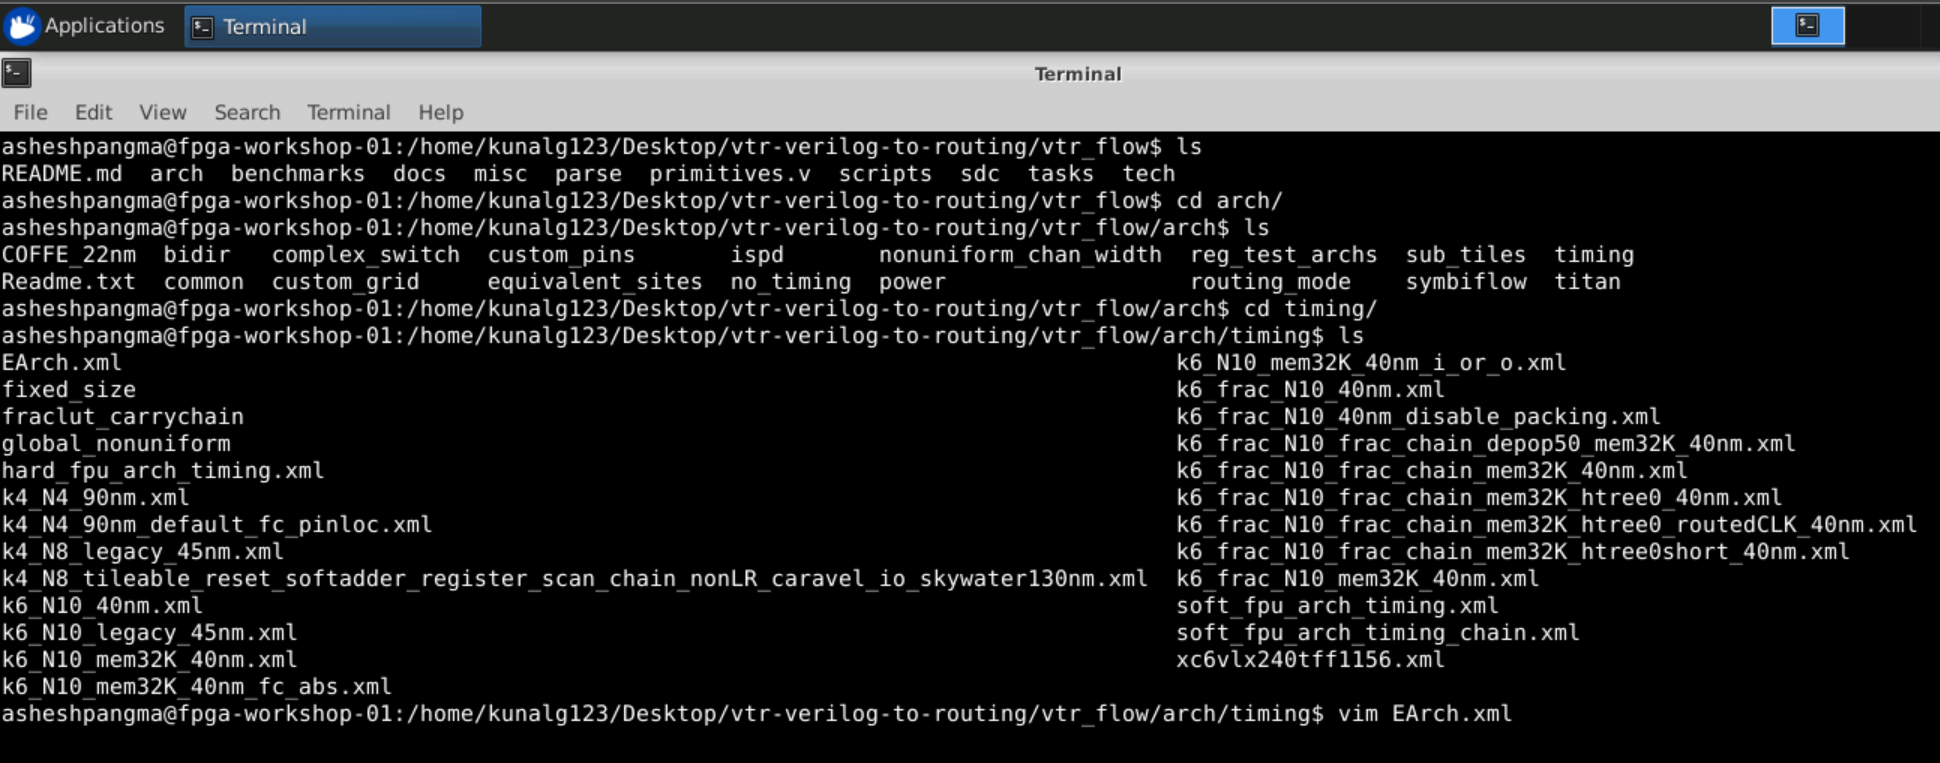 Applications Terminal
Terminal
File Edit View Search Terminal Help
asheshpangma@fpga-workshop-01:/home/kunalg123/Desktop/vtr-verilog-to-routing/vtr_flow$ ls
README.md arch benchmarks docs misc parse primitives.v scripts sdc tasks tech
asheshpangma@fpga-workshop-01:/home/kunalg123/Desktop/vtr-verilog-to-routing/vtr_flow$ cd arch/
asheshpangma@fpga-workshop-01:/home/kunalg123/Desktop/vtr-verilog-to-routing/vtr_flow/arch$ ls
COFFE_22nm bidir complex_switch custom_pins ispd nonuniform_chan_width reg_test_archs sub_tiles timing
Readme.txt common custom_grid equivalent_sites no_timing power routing_mode symbiflow titan
asheshpangma@fpga-workshop-01:/home/kunalg123/Desktop/vtr-verilog-to-routing/vtr_flow/arch$ cd timing/
asheshpangma@fpga-workshop-01:/home/kunalg123/Desktop/vtr-verilog-to-routing/vtr_flow/arch/timing$ ls
EArch.xml k6_N10_mem32K_40nm_i_or_o.xml
fixed_size k6_frac_N10_40nm.xml
fraclut_carrychain k6_frac_N10_40nm_disable_packing.xml
global_nonuniform k6_frac_N10_frac_chain_depop50_mem32K_40nm.xml
hard_fpu_arch_timing.xml k6_frac_N10_frac_chain_mem32K_40nm.xml
k4_N4_90nm.xml k6_frac_N10_frac_chain_mem32K_htree0_40nm.xml
k4_N4_90nm_default_fc_pinloc.xml k6_frac_N10_frac_chain_mem32K_htree0_routedCLK_40nm.xml
k4_N8_legacy_45nm.xml k6_frac_N10_frac_chain_mem32K_htree0short_40nm.xml
k4_N8_tileable_reset_softadder_register_scan_chain_nonLR_caravel_io_skywater130nm.xml k6_frac_N10_mem32K_40nm.xml
k6_N10_40nm.xml soft_fpu_arch_timing.xml
k6_N10_legacy_45nm.xml soft_fpu_arch_timing_chain.xml
k6_N10_mem32K_40nm.xml xc6vlx240tff1156.xml
k6_N10_mem32K_40nm_fc_abs.xml
asheshpangma@fpga-workshop-01:/home/kunalg123/Desktop/vtr-verilog-to-routing/vtr_flow/arch/timing$ vim EArch.xml